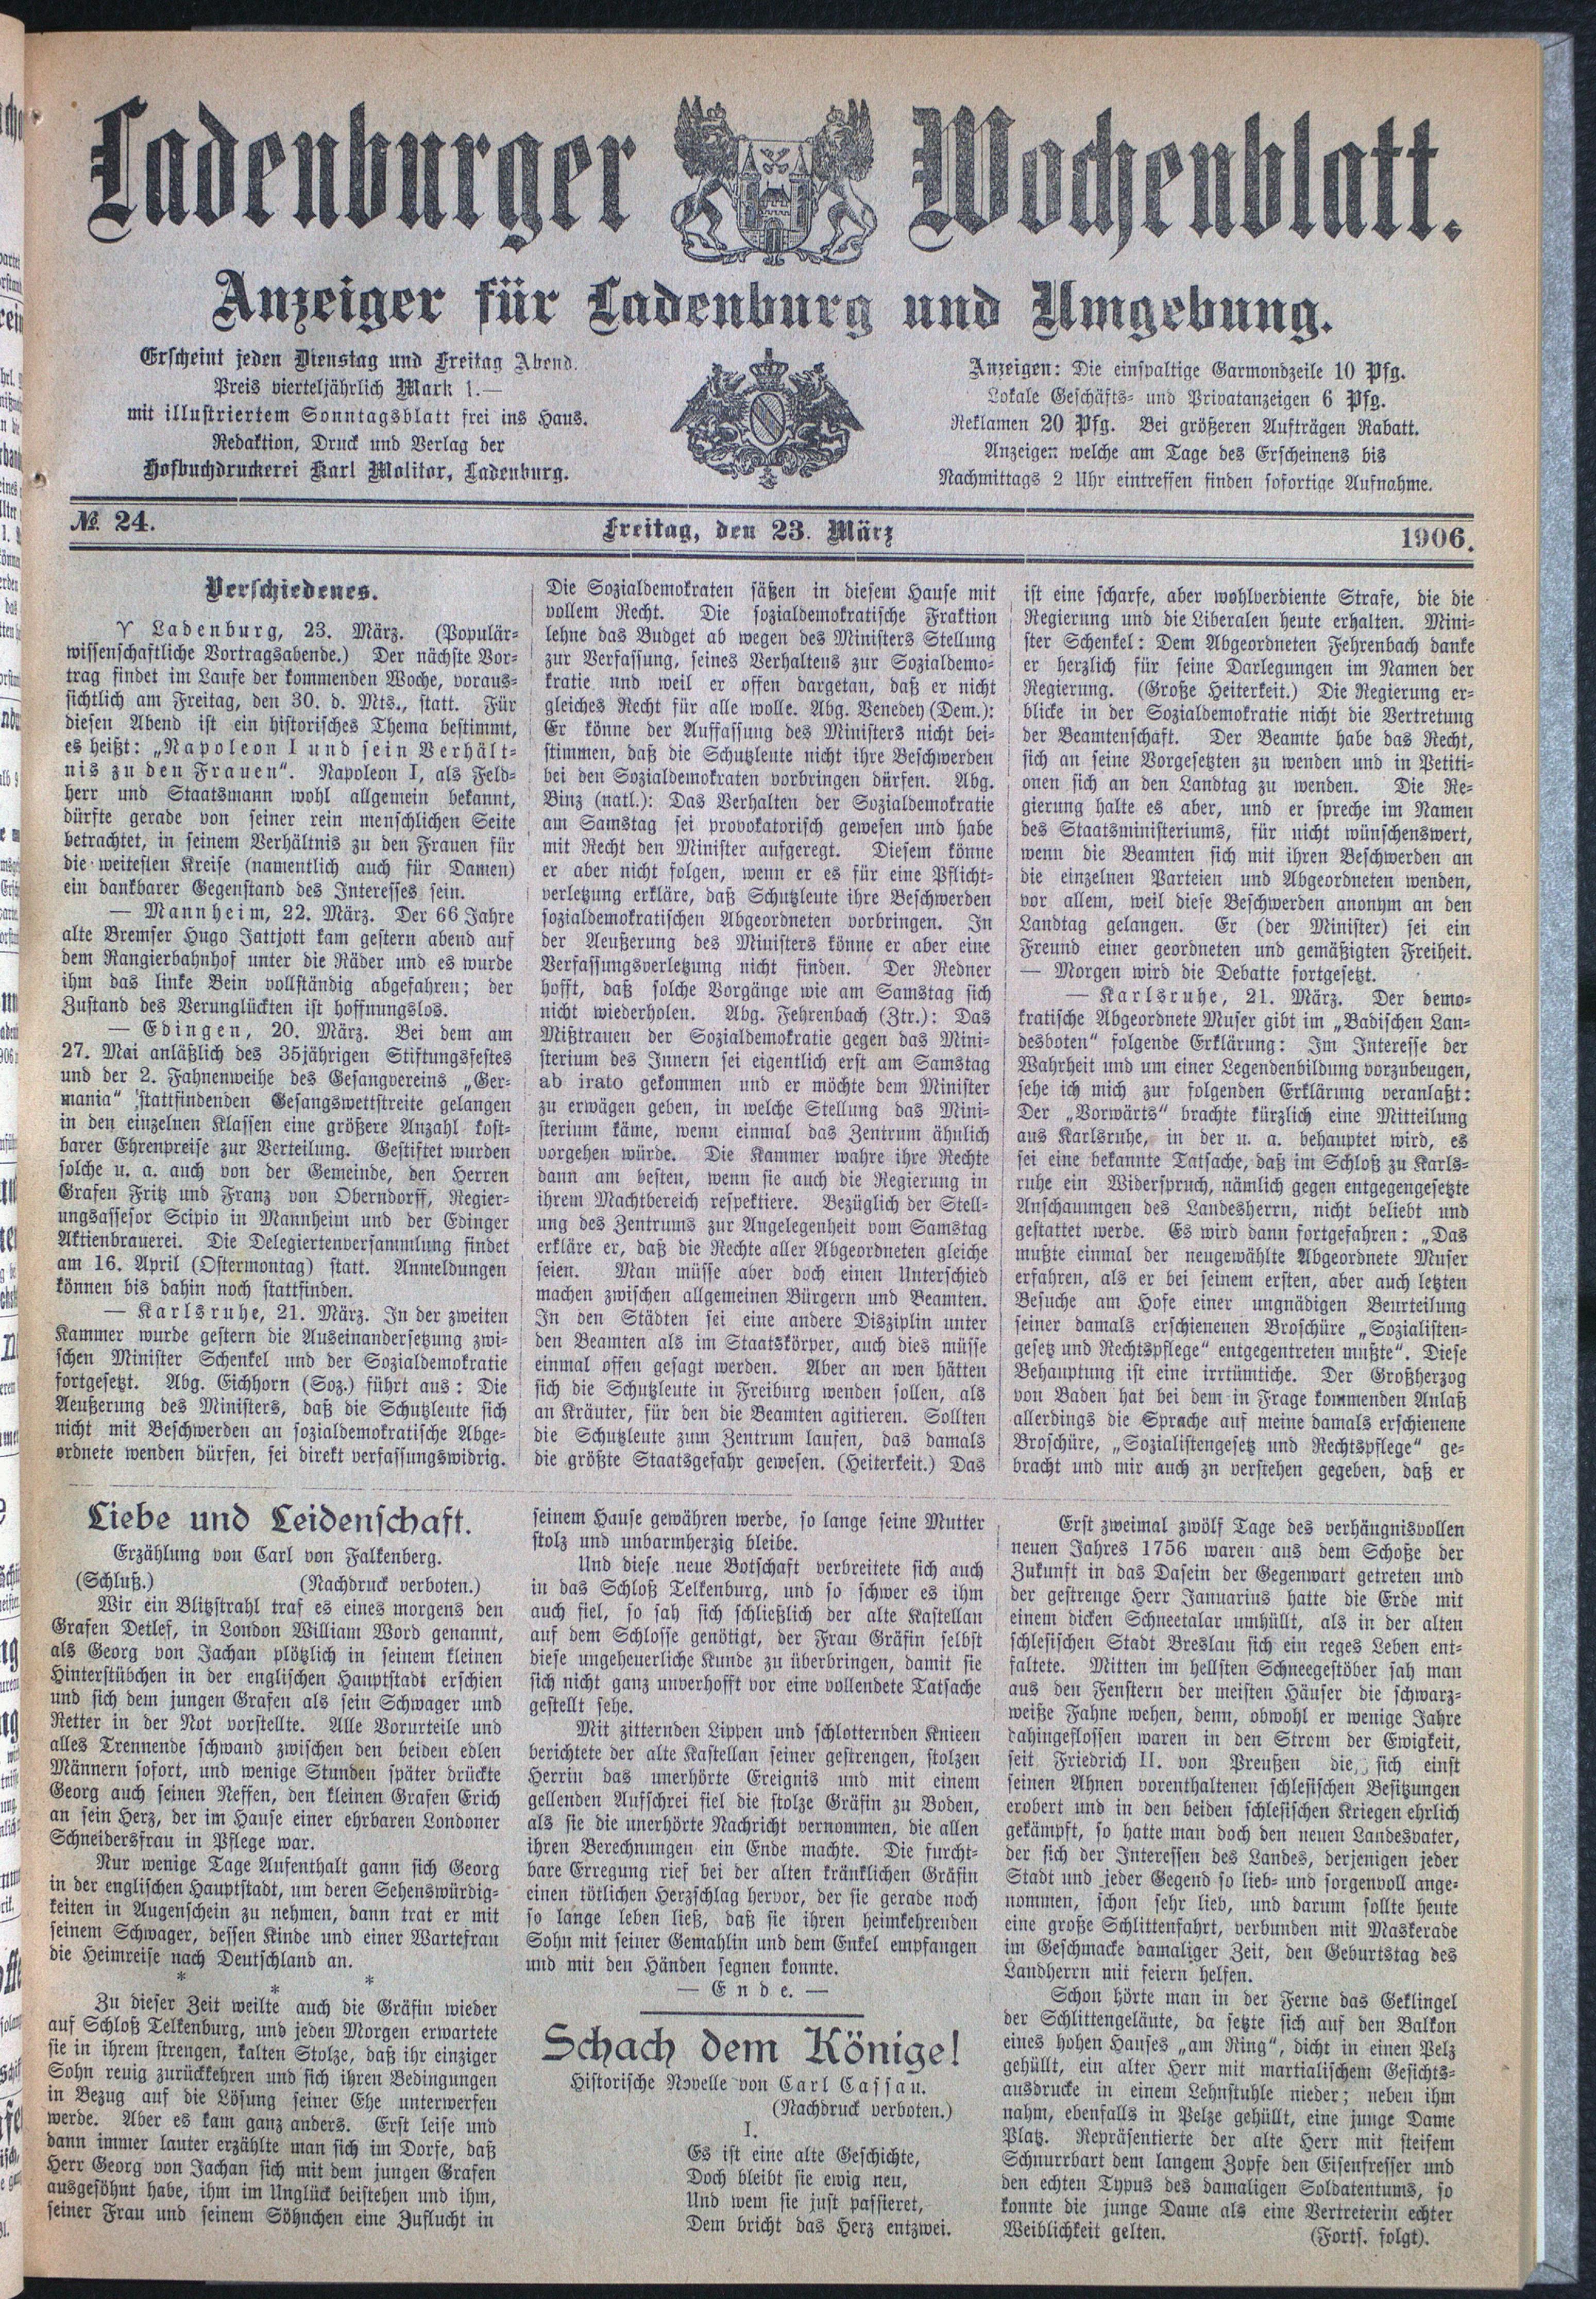 Ladenburger Wochenblatt.
Anzeiger für Ladenburg und Umgebung.
Erscheint jeden Dienstag und Freitag Abend.
Preis vierteljährlich Mark 1.—
mit illustriertem Sonntagsblatt frei ins Haus.
Redaktion, Druck und Verlag der
Hofbuchdruckerei Karl Molitor, Ladenburg.
Anzeigen: Die einspaltige Garmondzeile 10 Pfg.
Lokale Geschäfts- und Privatanzeigen 6 Pfg.
Reklamen 20 Pfg. Bei größeren Aufträgen Rabatt.
Anzeigen welche am Tage des Erscheinens bis
Nachmittags 2 Uhr eintreffen finden sofortige Aufnahme.
№ 24. Freitag, den 23. März 1906.
Verschiedenes.
Ladenburg, 23. März. (Populär-
wissenschaftliche Vortragsabende.) Der nächste Vor-
trag findet im Laufe der kommenden Woche, voraus-
sichtlich am Freitag, den 30. d. Mts., statt. Für
diesen Abend ist ein historisches Thema bestimmt,
es heißt: „Napoleon I und sein Verhält-
nis zu den Frauen“. Napoleon I, als Feld-
herr und Staatsmann wohl allgemein bekannt,
dürfte gerade von seiner rein menschlichen Seite
betrachtet, in seinem Verhältnis zu den Frauen für
die weitesten Kreise (namentlich auch für Damen)
ein dankbarer Gegenstand des Interesses sein.
— Mannheim, 22. März. Der 66 Jahre
alte Bremser Hugo Jattjott kam gestern abend auf
dem Rangierbahnhof unter die Räder und es wurde
ihm das linke Bein vollständig abgefahren; der
Zustand des Verunglückten ist hoffnungslos.
— Edingen, 20. März. Bei dem am
27. Mai anläßlich des 35jährigen Stiftungsfestes
und der 2. Fahnenweihe des Gesangvereins „Ger-
mania“ stattfindenden Gesangswettstreite gelangen
in den einzelnen Klassen eine größere Anzahl kost-
barer Ehrenpreise zur Verteilung. Gestiftet wurden
solche u. a. auch von der Gemeinde, den Herren
Grafen Fritz und Franz von Oberndorff, Regier-
ungsassesor Scipio in Mannheim und der Edinger
Aktienbrauerei. Die Delegiertenversammlung findet
am 16. April (Ostermontag) statt. Anmeldungen
können bis dahin noch stattfinden.
— Karlsruhe, 21. März. In der zweiten
Kammer wurde gestern die Auseinandersetzung zwi-
schen Minister Schenkel und der Sozialdemokratie
fortgesetzt. Abg. Eichhorn (Soz.) führt aus: Die
Aeußerung des Ministers, daß die Schutzleute sich
nicht mit Beschwerden an sozialdemokratische Abge-
ordnete wenden dürfen, sei direkt verfassungswidrig.
Die Sozialdemokraten säßen in diesem Hause mit
vollem Recht. Die sozialdemokratische Fraktion
lehne das Budget ab wegen des Ministers Stellung
zur Verfassung, seines Verhaltens zur Sozialdemo-
kratie und weil er offen dargetan, daß er nicht
gleiches Recht für alle wolle. Abg. Venedey (Dem.):
Er könne der Auffassung des Ministers nicht bei-
stimmen, daß die Schutzleute nicht ihre Beschwerden
bei den Sozialdemokraten vorbringen dürfen. Abg.
Binz (natl.): Das Verhalten der Sozialdemokratie
am Samstag sei provokatorisch gewesen und habe
mit Recht den Minister aufgeregt. Diesem könne
er aber nicht folgen, wenn er es für eine Pflicht-
verletzung erkläre, daß Schutzleute ihre Beschwerden
sozialdemokratischen Abgeordneten vorbringen. In
der Aeußerung des Ministers könne er aber eine
Verfassungsverletzung nicht finden. Der Redner
hofft, daß solche Vorgänge wie am Samstag sich
nicht wiederholen. Abg. Fehrenbach (Ztr.): Das
Mißtrauen der Sozialdemokratie gegen das Mini-
sterium des Innern sei eigentlich erst am Samstag
ab irato gekommen und er möchte dem Minister
zu erwägen geben, in welche Stellung das Mini-
sterium käme, wenn einmal das Zentrum ähnlich
vorgehen würde. Die Kammer wahre ihre Rechte
dann am besten, wenn sie auch die Regierung in
ihrem Machtbereich respektiere. Bezüglich der Stell-
ung des Zentrums zur Angelegenheit vom Samstag
erkläre er, daß die Rechte aller Abgeordneten gleiche
seien. Man müsse aber doch einen Unterschied
machen zwischen allgemeinen Bürgern und Beamten.
In den Städten sei eine andere Disziplin unter
den Beamten als im Staatskörper, auch dies müsse
einmal offen gesagt werden. Aber an wen hätten
sich die Schutzleute in Freiburg wenden sollen, als
an Kräuter, für den die Beamten agitieren. Sollten
die Schutzleute zum Zentrum laufen, das damals
die größte Staatsgefahr gewesen. (Heiterkeit.) Das
ist eine scharfe, aber wohlverdiente Strafe, die die
Regierung und die Liberalen heute erhalten. Mini-
ster Schenkel: Dem Abgeordneten Fehrenbach danke
er herzlich für seine Darlegungen im Namen der
Regierung. (Große Heiterkeit.) Die Regierung er-
blicke in der Sozialdemokratie nicht die Vertretung
der Beamtenschaft. Der Beamte habe das Recht,
sich an seine Vorgesetzten zu wenden und in Petiti-
onen sich an den Landtag zu wenden. Die Re-
gierung halte es aber, und er spreche im Namen
des Staatsministeriums, für nicht wünschenswert,
wenn die Beamten sich mit ihren Beschwerden an
die einzelnen Parteien und Abgeordneten wenden,
vor allem, weil diese Beschwerden anonym an den
Landtag gelangen. Er (der Minister) sei ein
Freund einer geordneten und gemäßigten Freiheit.
— Morgen wird die Debatte fortgesetzt.
— Karlsruhe, 21. März. Der demo-
kratische Abgeordnete Muser gibt im „Badischen Lan-
desboten“ folgende Erklärung: Im Interesse der
Wahrheit und um einer Legendenbildung vorzubeugen,
sehe ich mich zur folgenden Erklärung veranlaßt:
Der „Vorwärts“ brachte kürzlich eine Mitteilung
aus Karlsruhe, in der u. a. behauptet wird, es
sei eine bekannte Tatsache, daß im Schloß zu Karls-
ruhe ein Widerspruch, nämlich gegen entgegengesetzte
Anschauungen des Landesherrn, nicht beliebt und
gestattet werde. Es wird dann fortgefahren: „Das
mußte einmal der neugewählte Abgeordnete Muser
erfahren, als er bei seinem ersten, aber auch letzten
Besuche am Hofe einer ungnädigen Beurteilung
seiner damals erschienenen Broschüre „Sozialisten-
gesetz und Rechtspflege“ entgegentreten mußte“. Diese
Behauptung ist eine irrtümtiche. Der Großherzog
von Baden hat bei dem in Frage kommenden Anlaß
allerdings die Sprache auf meine damals erschienene
Broschüre, „Sozialistengesetz und Rechtspflege“ ge-
bracht und mir auch zn verstehen gegeben, daß er
Liebe und Leidenschaft.
Erzählung von Carl von Falkenberg.
(Schluß.) (Nachdruck verboten.)
Wir ein Blitzstrahl traf es eines morgens den
Grafen Detlef, in London William Word genannt,
als Georg von Jachan plötzlich in seinem kleinen
Hinterstübchen in der englischen Hauptstadt erschien
und sich dem jungen Grafen als sein Schwager und
Retter in der Not vorstellte. Alle Vorurteile und
alles Trennende schwand zwischen den beiden edlen
Männern sofort, und wenige Stunden später drückte
Georg auch seinen Neffen, den kleinen Grafen Erich
an sein Herz, der im Hause einer ehrbaren Londoner
Schneidersfrau in Pflege war.
Nur wenige Tage Aufenthalt gann sich Georg
in der englischen Hauptstadt, um deren Sehenswürdig-
keiten in Augenschein zu nehmen, dann trat er mit
seinem Schwager, dessen Kinde und einer Wartefrau
die Heimreise nach Deutschland an.
* * *
Zu dieser Zeit weilte auch die Gräfin wieder
auf Schloß Telkenburg, und jeden Morgen erwartete
sie in ihrem strengen, kalten Stolze, daß ihr einziger
Sohn reuig zurückkehren und sich ihren Bedingungen
in Bezug auf die Lösung seiner Ehe unterwerfen
werde. Aber es kam ganz anders. Erst leise und
dann immer lauter erzählte man sich im Dorfe, daß
Herr Georg von Jachan sich mit dem jungen Grafen
ausgesöhnt habe, ihm im Unglück beistehen und ihm,
seiner Frau und seinem Söhnchen eine Zuflucht in
seinem Hause gewähren werde, so lange seine Mutter
stolz und unbarmherzig bleibe.
Und diese neue Botschaft verbreitete sich auch
in das Schloß Telkenburg, und so schwer es ihm
auch fiel, so sah sich schließlich der alte Kastellan
auf dem Schlosse genötigt, der Frau Gräfin selbst
diese ungeheuerliche Kunde zu überbringen, damit sie
sich nicht ganz unverhofft vor eine vollendete Tatsache
gestellt sehe.
Mit zitternden Lippen und schlotternden Knieen
berichtete der alte Kastellan seiner gestrengen, stolzen
Herrin das unerhörte Ereignis und mit einem
gellenden Aufschrei fiel die stolze Gräfin zu Boden,
als sie die unerhörte Nachricht vernommen, die allen
ihren Berechnungen ein Ende machte. Die furcht-
bare Erregung rief bei der alten kränklichen Gräfin
einen tötlichen Herzschlag hervor, der sie gerade noch
so lange leben ließ, daß sie ihren heimkehrenden
Sohn mit seiner Gemahlin und dem Enkel empfangen
und mit den Händen segnen konnte.
— Ende. —
Schach dem Könige!
Historische Novelle von Carl Cassau.
(Nachdruck verboten.)
I.
Es ist eine alte Geschichte,
Doch bleibt sie ewig neu,
Und wem sie just passieret,
Dem bricht das Herz entzwei.
Erst zweimal zwölf Tage des verhängnisvollen
neuen Jahres 1756 waren aus dem Schoße der
Zukunft in das Dasein der Gegenwart getreten und
der gestrenge Herr Januarius hatte die Erde mit
einem dicken Schneetalar umhüllt, als in der alten
schlesischen Stadt Breslau sich ein reges Leben ent-
faltete. Mitten im hellsten Schneegestöber sah man
aus den Fenstern der meisten Häuser die schwarz-
weiße Fahne wehen, denn, obwohl er wenige Jahre
dahingeflossen waren in den Strom der Ewigkeit,
seit Friedrich II. von Preußen die sich einst
seinen Ahnen vorenthaltenen schlesischen Besitzungen
erobert und in den beiden schlesischen Kriegen ehrlich
gekämpft, so hatte man doch den neuen Landesvater,
der sich der Interessen des Landes, derjenigen jeder
Stadt und jeder Gegend so lieb- und sorgenvoll ange-
nommen, schon sehr lieb, und darum sollte heute
eine große Schlittenfahrt, verbunden mit Maskerade
im Geschmacke damaliger Zeit, den Geburtstag des
Landherrn mit feiern helfen.
Schon hörte man in der Ferne das Geklingel
der Schlittengeläute, da setzte sich auf den Balkon
eines hohen Hauses „am Ring“, dicht in einen Pelz
gehüllt, ein alter Herr mit martialischem Gesichts-
ausdrucke in einem Lehnstuhle nieder; neben ihm
nahm, ebenfalls in Pelze gehüllt, eine junge Dame
Platz. Repräsentierte der alte Herr mit steifem
Schnurrbart dem langem Zopfe den Eisenfresser und
den echten Typus des damaligen Soldatentums, so
konnte die junge Dame als eine Vertreterin echter
Weiblichkeit gelten. (Forts. folgt).